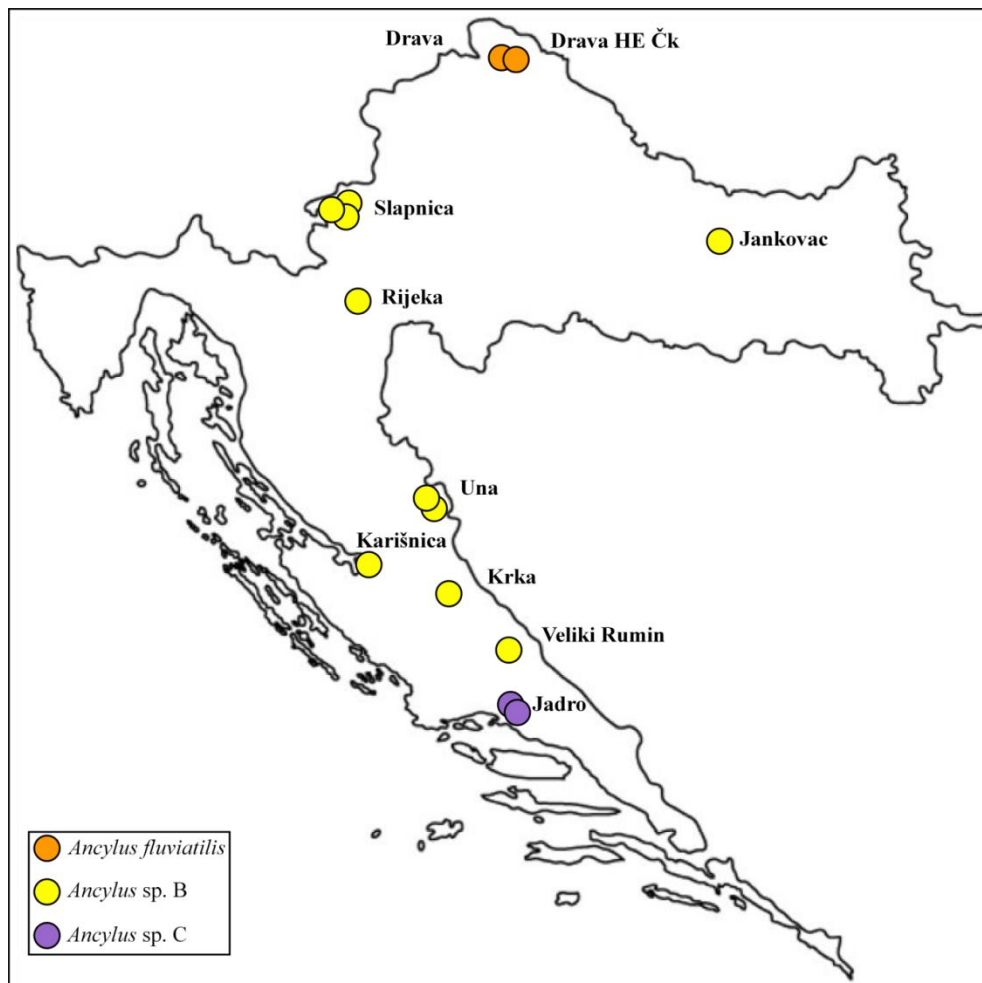 Drava
Drava HE Čk
Slapnica
Jankovac
Rijeka
Una
Karišnica
Krka
Veliki Rumin
Jadro
Ancylus fluviatilis
Ancylus sp. B
Ancylus sp. C